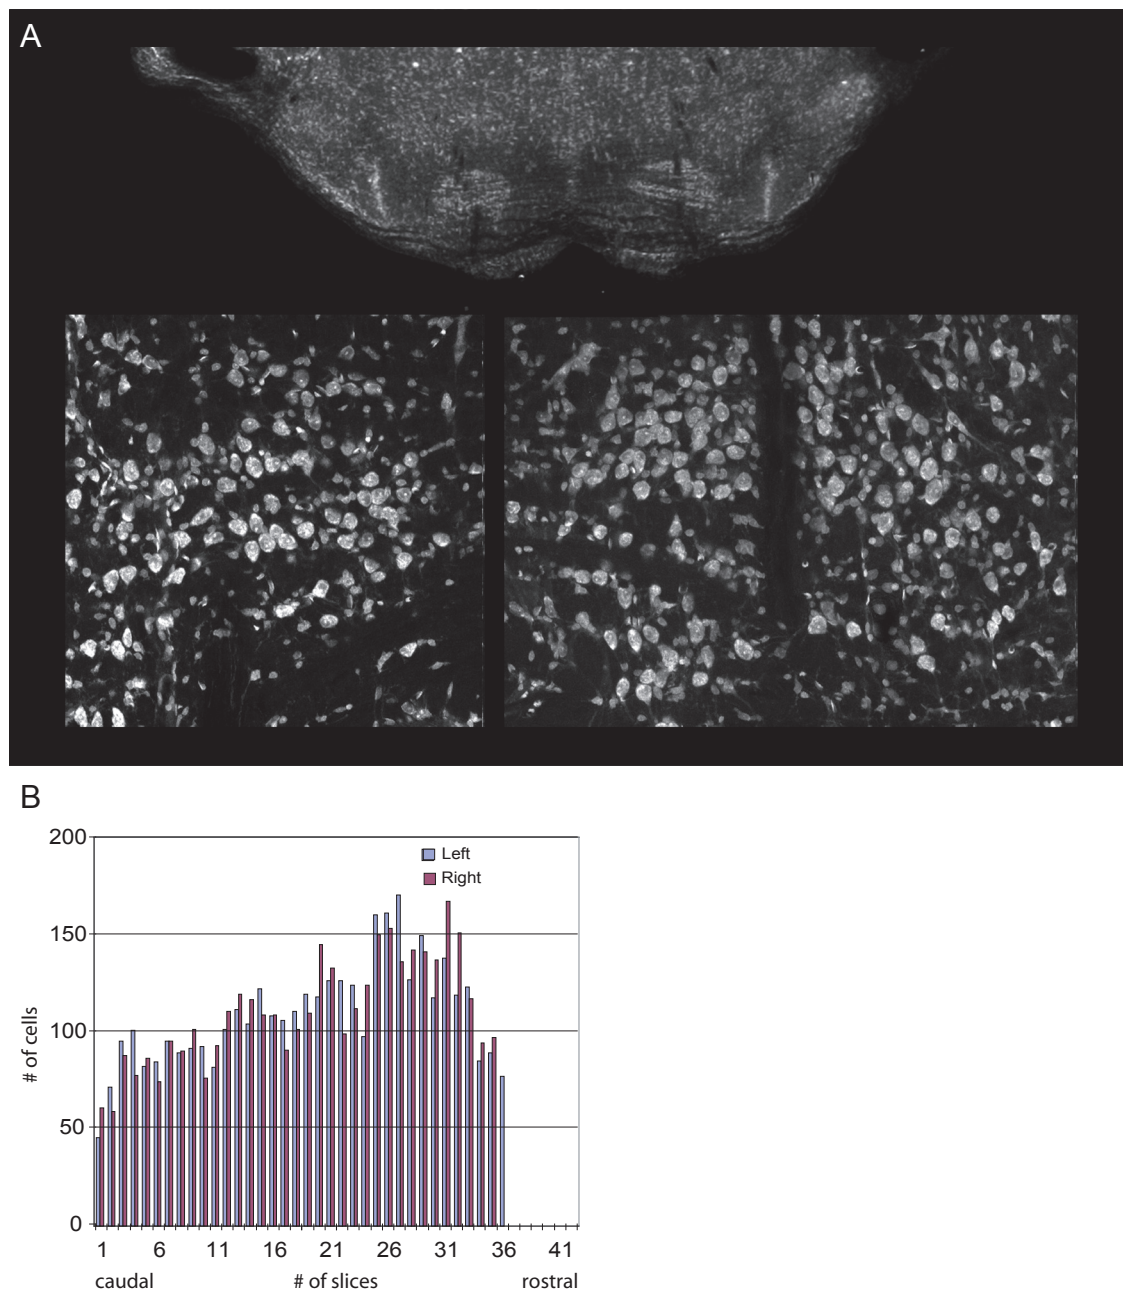 A
B
200
150
100
50
0
Left
Right
# of cells
1 6 11 16 21 26 31 36 41
caudal # of slices rostral